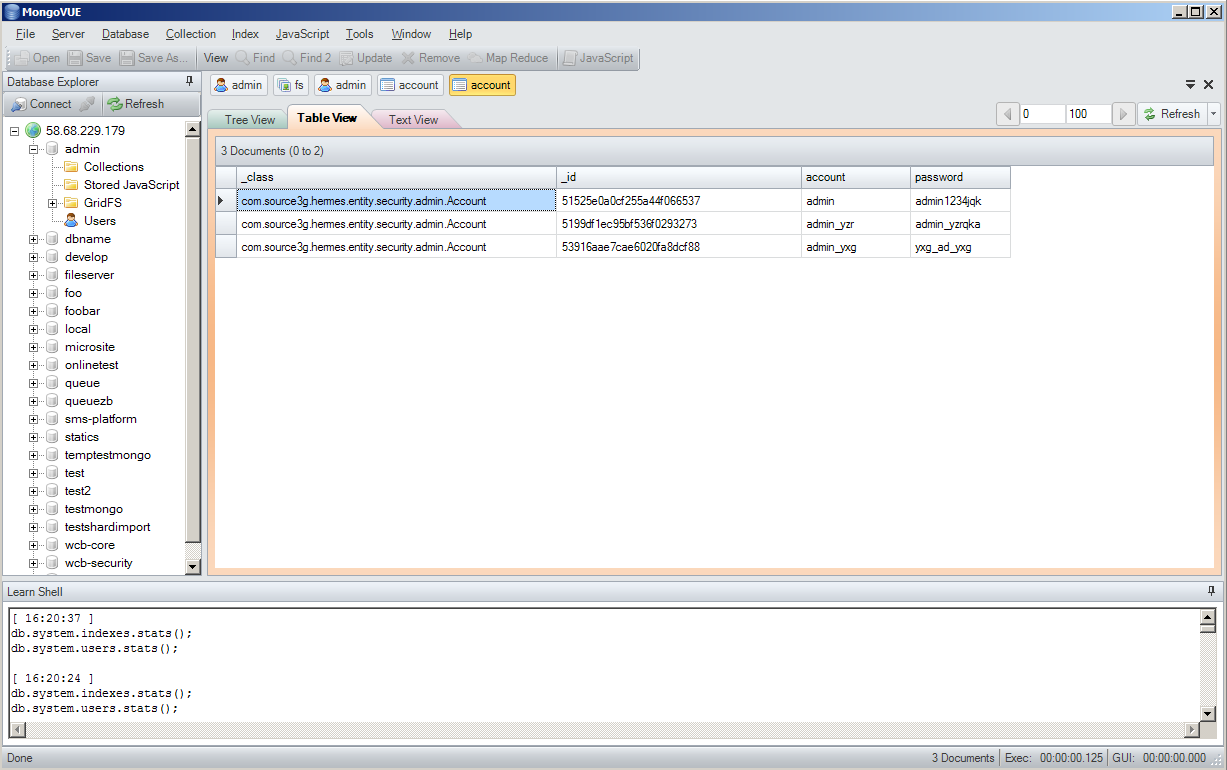 MongoVUE
File Server Database Collection Index JavaScript Tools Window Help
Open Save Save As... View Find Find 2 Update Remove Map Reduce JavaScript
Database Explorer
admin fs admin account account
Connect Refresh
Tree View Table View Text View 0 100 Refresh
58.68.229.179
admin
Collections
Stored JavaScript
GridFS
Users
dbname
develop
fileserver
foo
foobar
local
microsite
onlinetest
queue
queuezb
sms-platform
statics
temptestmongo
test
test2
testmongo
testshardimport
wcb-core
wcb-security
3 Documents (0 to 2)
_class _id account password
com.source3g.hermes.entity.security.admin.Account 51525e0a0cf255a44f066537 admin admin1234jqk
com.source3g.hermes.entity.security.admin.Account 5199df1ec95bf536f0293273 admin_yzr admin_yzrqka
com.source3g.hermes.entity.security.admin.Account 53916aae7cae6020fa8dcf88 admin_yxg yxg_ad_yxg
Learn Shell
[ 16:20:37 ]
db.system.indexes.stats();
db.system.users.stats();
[ 16:20:24 ]
db.system.indexes.stats();
db.system.users.stats();
Done 3 Documents Exec: 00:00:00.125 GUI: 00:00:00.000